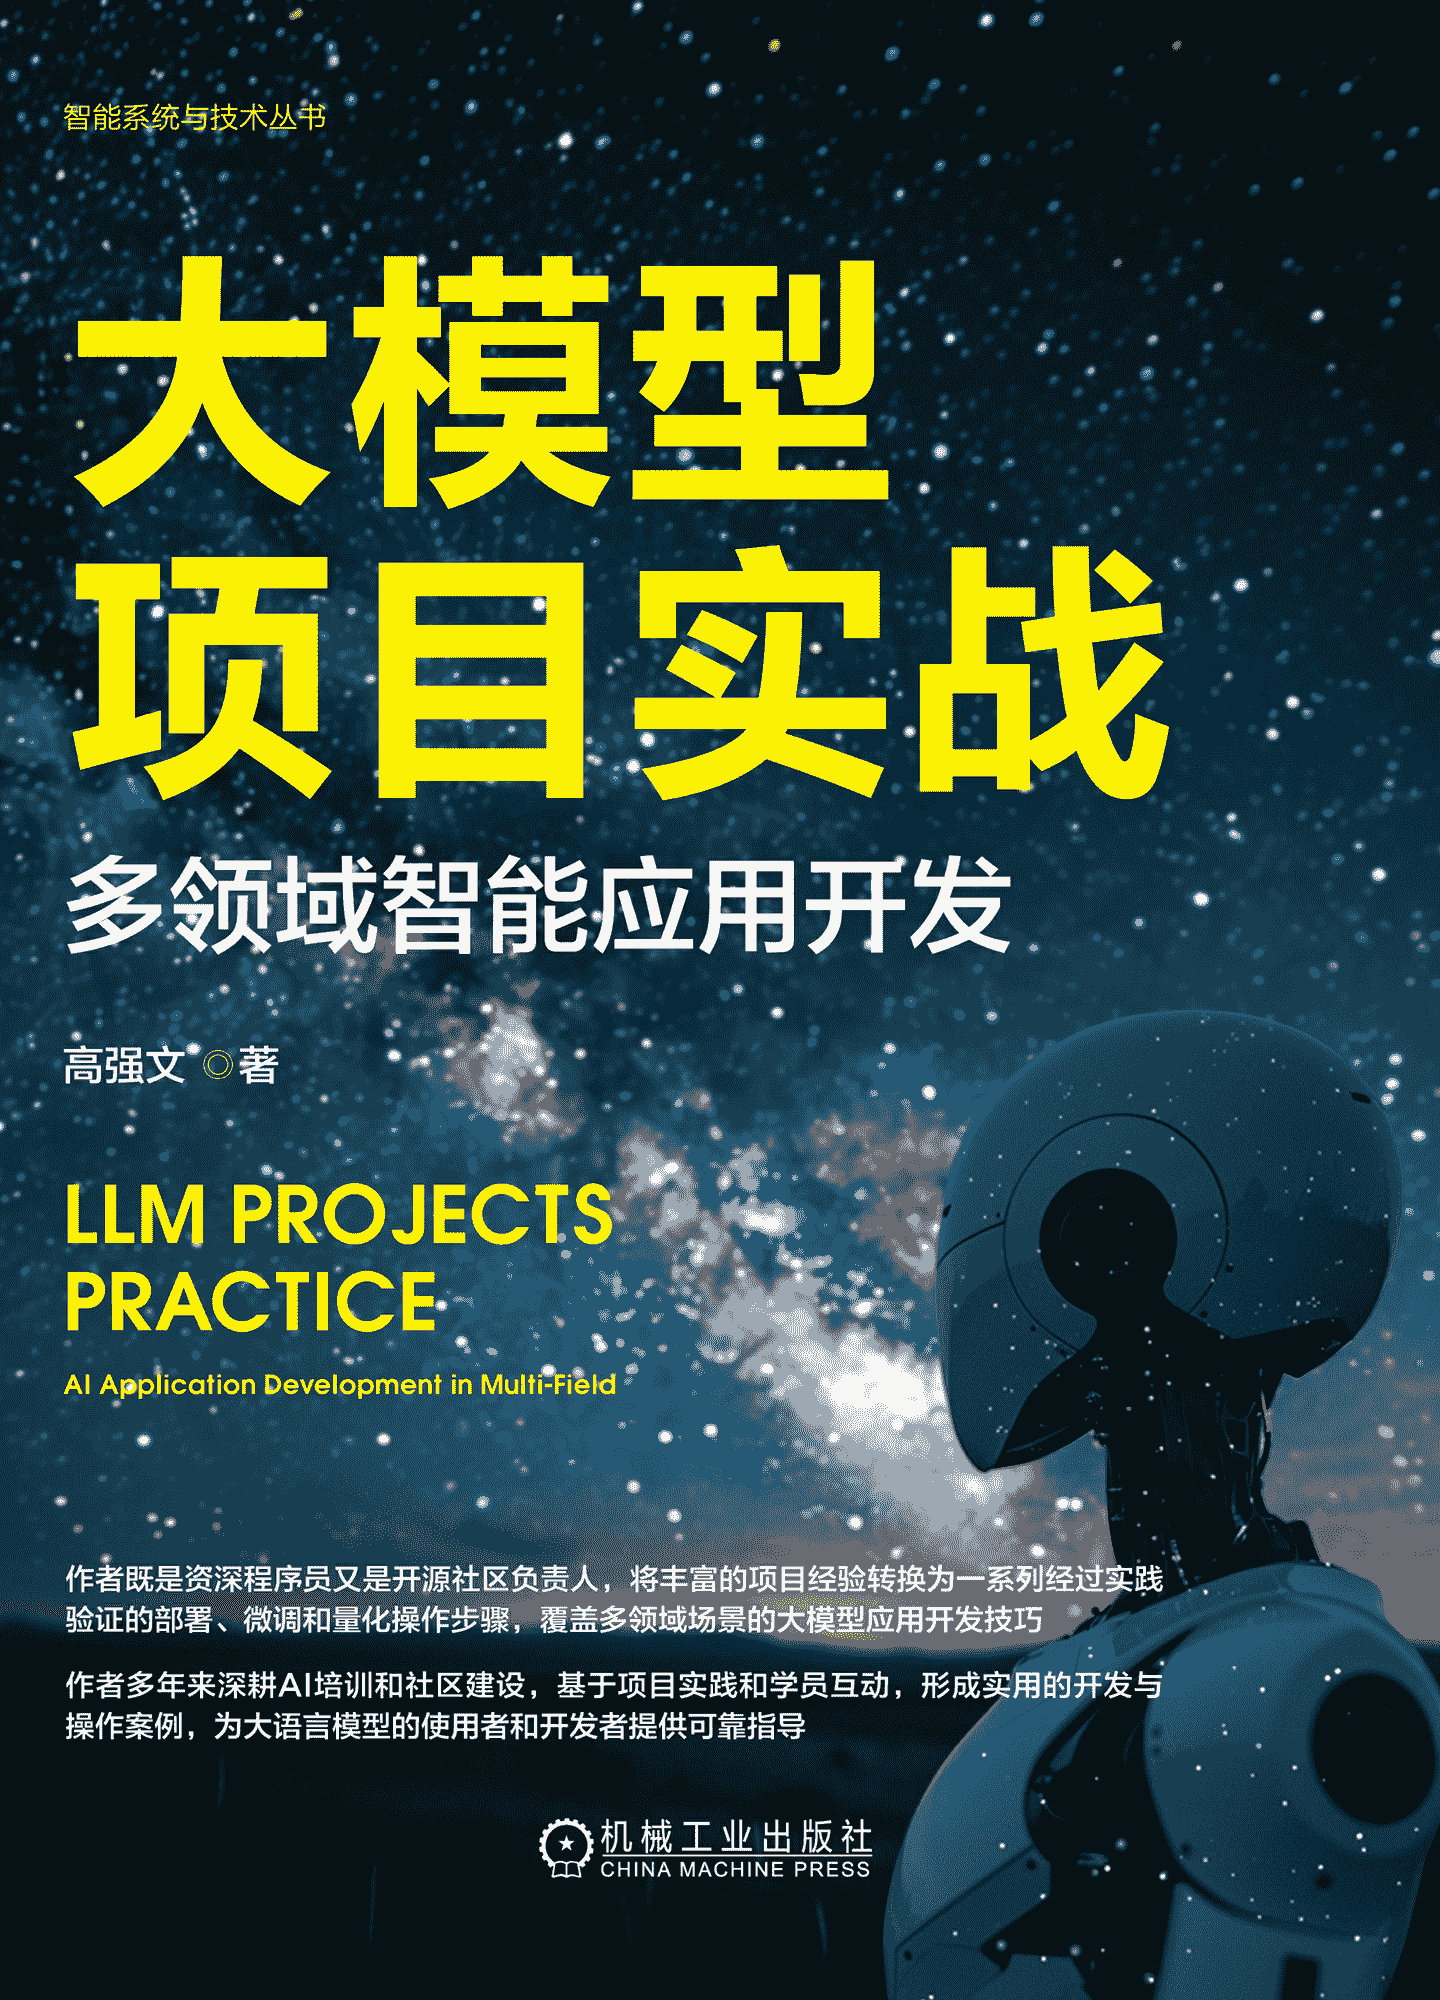 智能系统与技术丛书
大模型
项目实战
多领域智能应用开发
高强文 ◎ 著
LLM PROJECTS
PRACTICE
AI Application Development in Multi-Field
作者既是资深程序员又是开源社区负责人，将丰富的项目经验转换为一系列经过实践
验证的部署、微调和量化操作步骤，覆盖多领域场景的大模型应用开发技巧
作者多年来深耕AI培训和社区建设，基于项目实践和学员互动，形成实用的开发与
操作案例，为大语言模型的使用者和开发者提供可靠指导
机械工业出版社
CHINA MACHINE PRESS